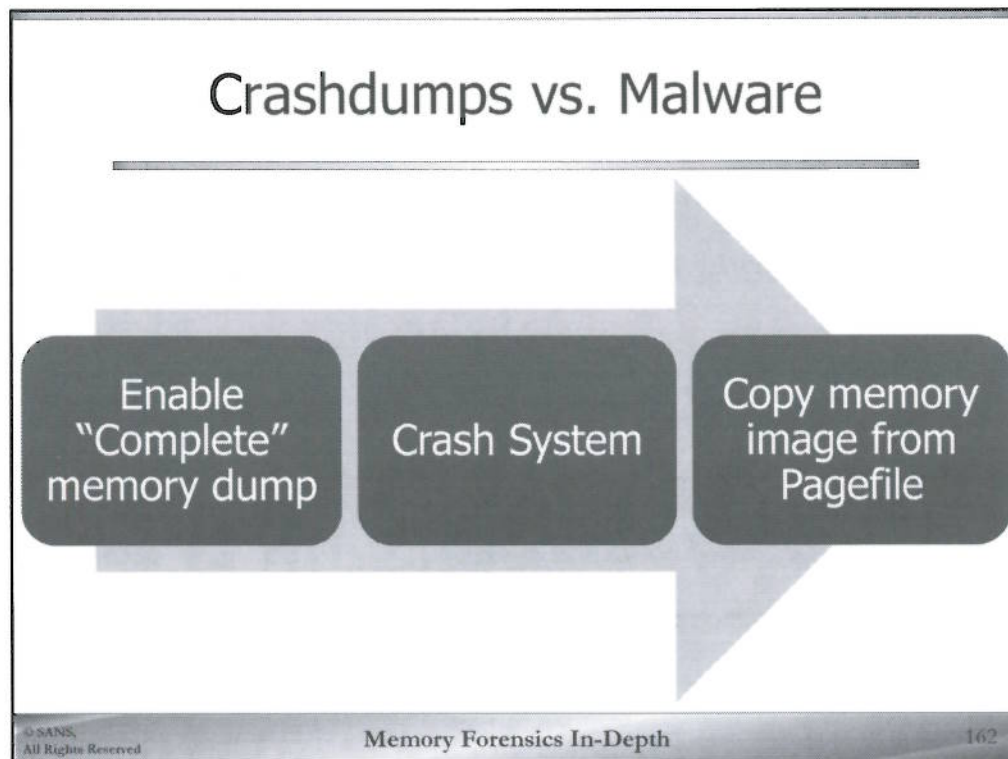 Crashdumps vs. Malware
Enable
“Complete”
memory dump
Crash System
Copy memory
image from
Pagefile
© SANS,
All Rights Reserved
Memory Forensics In-Depth
162